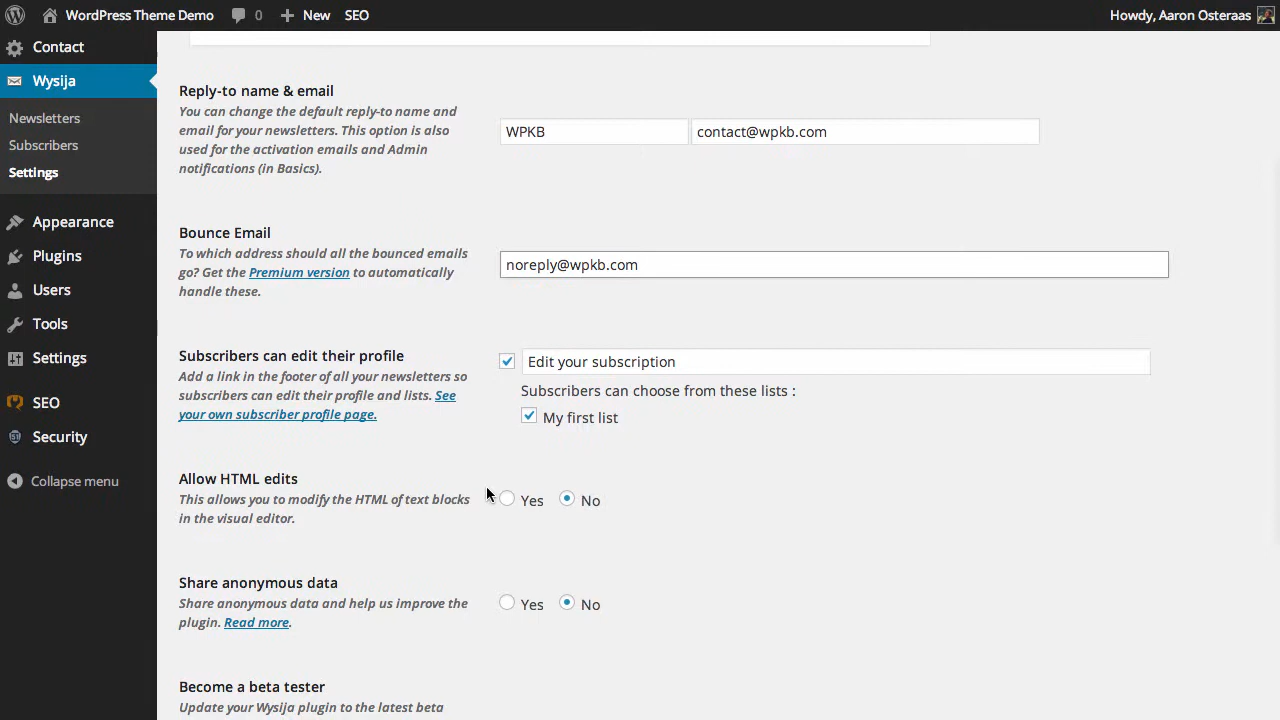 WordPress Theme Demo 0 New SEO Howdy, Aaron Osteraas
Contact
Wysija
Newsletters
Subscribers
Settings
Appearance
Plugins
Users
Tools
Settings
SEO
Security
Collapse menu
Reply-to name & email
You can change the default reply-to name and
email for your newsletters. This option is also
used for the activation emails and Admin
notifications (in Basics).
WPKB contact@wpkb.com
Bounce Email
To which address should all the bounced emails
go? Get the Premium version to automatically
handle these.
noreply@wpkb.com
Subscribers can edit their profile
Add a link in the footer of all your newsletters so
subscribers can edit their profile and lists. See
your own subscriber profile page.
Edit your subscription
Subscribers can choose from these lists :
My first list
Allow HTML edits
This allows you to modify the HTML of text blocks
in the visual editor.
Yes No
Share anonymous data
Share anonymous data and help us improve the
plugin. Read more.
Yes No
Become a beta tester
Update your Wysija plugin to the latest beta